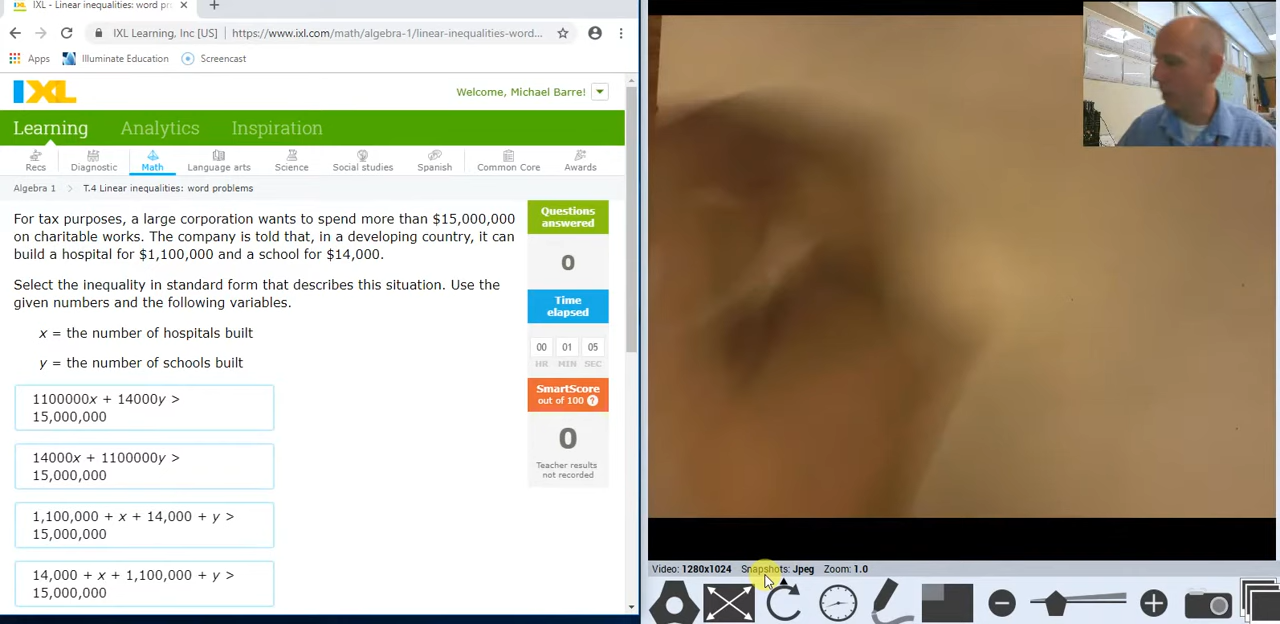 IXL - Linear inequalities: word pr
IXL Learning, Inc [US]
https://www.ixl.com/math/algebra-1/linear-inequalities-word...
Apps
Illuminate Education
Screencast
IXL
Welcome, Michael Barre!
Learning
Analytics
Inspiration
Recs
Diagnostic
Math
Language arts
Science
Social studies
Spanish
Common Core
Awards
Algebra 1 > T.4 Linear inequalities: word problems
For tax purposes, a large corporation wants to spend more than $15,000,000
on charitable works. The company is told that, in a developing country, it can
build a hospital for $1,100,000 and a school for $14,000.
Select the inequality in standard form that describes this situation. Use the
given numbers and the following variables.
x = the number of hospitals built
y = the number of schools built
1100000x + 14000y >
15,000,000
14000x + 1100000y >
15,000,000
1,100,000 + x + 14,000 + y >
15,000,000
14,000 + x + 1,100,000 + y >
15,000,000
Questions
answered
0
Time
elapsed
00 01 05
HR MIN SEC
SmartScore
out of 100 ?
0
Teacher results
not recorded
Video: 1280x1024 Snapshots: Jpeg Zoom: 1.0